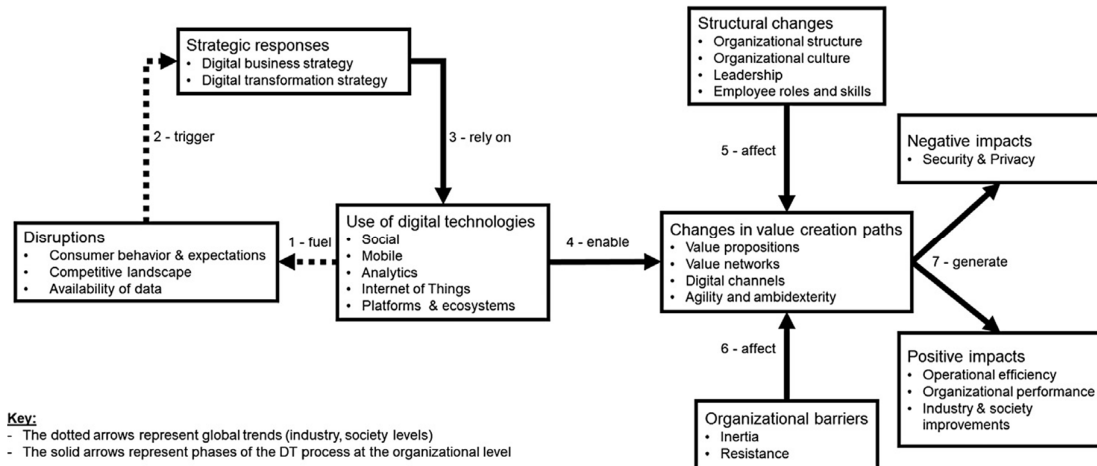 Strategic responses
• Digital business strategy
• Digital transformation strategy
Structural changes
• Organizational structure
• Organizational culture
• Leadership
• Employee roles and skills
2 - trigger
3 - rely on
5 - affect
Negative impacts
• Security & Privacy
Disruptions
• Consumer behavior & expectations
• Competitive landscape
• Availability of data
1 - fuel
Use of digital technologies
• Social
• Mobile
• Analytics
• Internet of Things
• Platforms & ecosystems
4 - enable
Changes in value creation paths
• Value propositions
• Value networks
• Digital channels
• Agility and ambidexterity
7 - generate
6 - affect
Positive impacts
• Operational efficiency
• Organizational performance
• Industry & society
improvements
Organizational barriers
• Inertia
• Resistance
Key:
- The dotted arrows represent global trends (industry, society levels)
- The solid arrows represent phases of the DT process at the organizational level